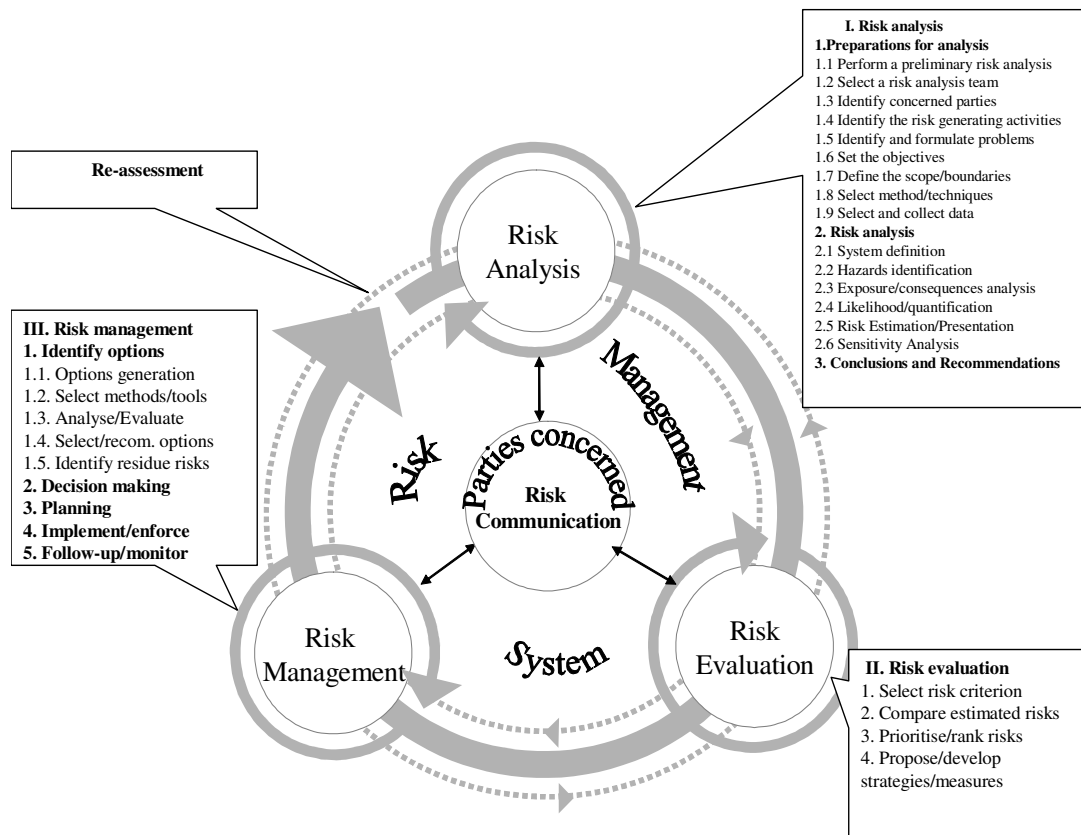 I. Risk analysis
1.Preparations for analysis
1.1 Perform a preliminary risk analysis
1.2 Select a risk analysis team
1.3 Identify concerned parties
1.4 Identify the risk generating activities
1.5 Identify and formulate problems
1.6 Set the objectives
1.7 Define the scope/boundaries
1.8 Select method/techniques
1.9 Select and collect data
2. Risk analysis
2.1 System definition
2.2 Hazards identification
2.3 Exposure/consequences analysis
2.4 Likelihood/quantification
2.5 Risk Estimation/Presentation
2.6 Sensitivity Analysis
3. Conclusions and Recommendations
Re-assessment
Risk
Analysis
III. Risk management
1. Identify options
1.1. Options generation
1.2. Select methods/tools
1.3. Analyse/Evaluate
1.4. Select/recom. options
1.5. Identify residue risks
2. Decision making
3. Planning
4. Implement/enforce
5. Follow-up/monitor
Risk
Management
System
Parties concerned
Risk
Communication
Risk
Management
Risk
Evaluation
II. Risk evaluation
1. Select risk criterion
2. Compare estimated risks
3. Prioritise/rank risks
4. Propose/develop
strategies/measures